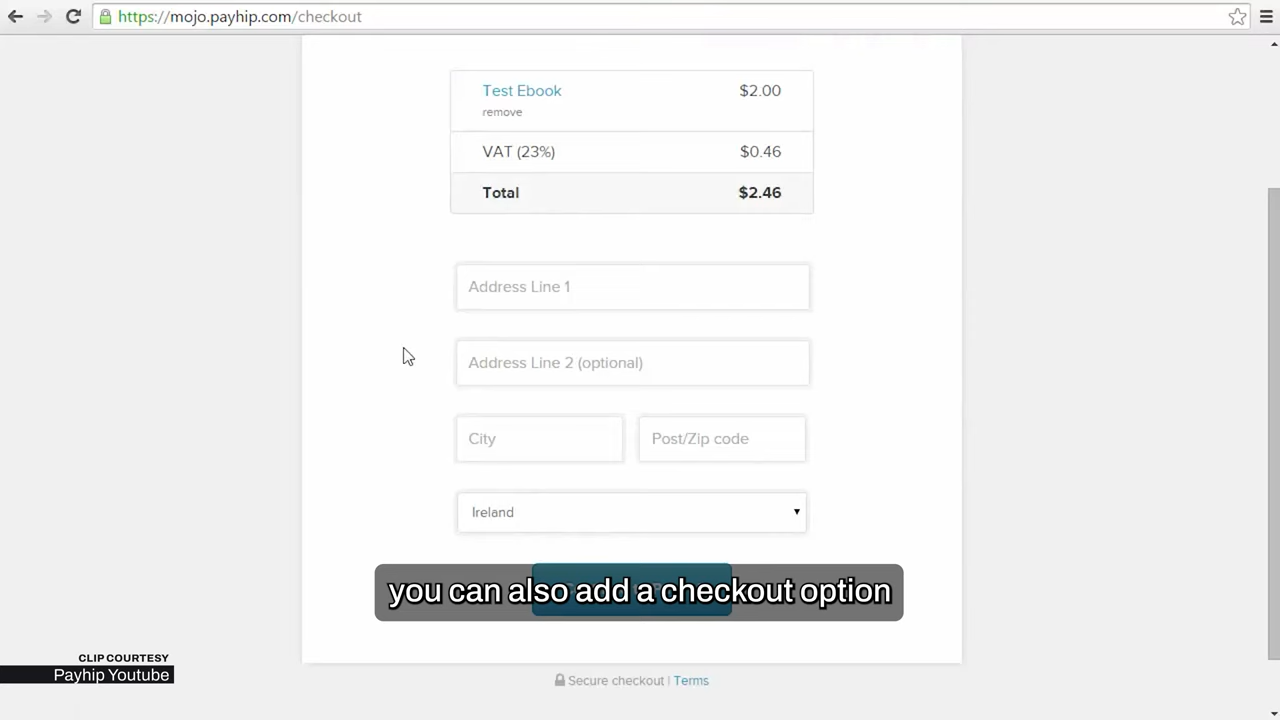 https://mojo.payhip.com/checkout
Test Ebook $2.00
remove
VAT (23%) $0.46
Total $2.46
Address Line 1
Address Line 2 (optional)
City Post/Zip code
Ireland
you can also add a checkout option
CLIP COURTESY
Payhip Youtube
Secure checkout | Terms